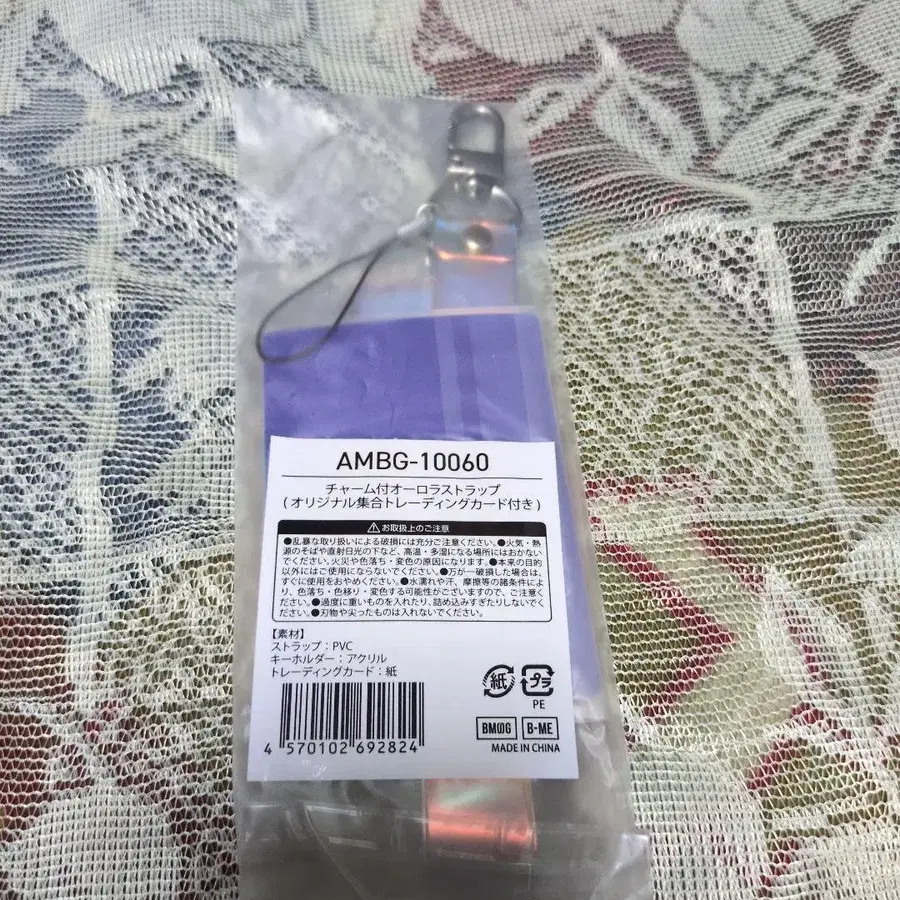 AMBG-10060
チャーム付オーロラストラップ
(オリジナル集合トレーディングカード付き)
お取扱上のご注意
●乱暴な取り扱いによる破損には充分ご注意ください。●火気・熱
源のそばや直射日光の下など、高温・多湿になる場所にはおかない
でください。火災や色落ち・変色の原因になります。●本来の目的
以外にはご使用にならないでください。●万が一破損した場合は、
すぐに使用をおやめください。●水濡れや汗、摩擦等の諸条件によ
り、色落ち・色移り・変色する可能性がございますので、ご注意く
ださい。●過度に重いものを入れたり、詰め込みすぎたりしないでく
ださい。●刃物や尖ったものは入れないでください。
【素材】
ストラップ：PVC
キーホルダー：アクリル
トレーディングカード：紙
紙 プラ
PE
4 570102 692824
BMDG B-ME
MADE IN CHINA